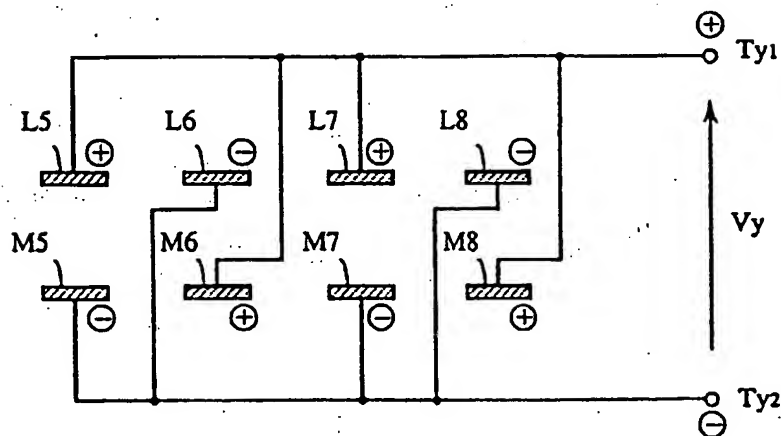 ⊕ Ty1
L5 ⊕ L6 ⊖ L7 ⊕ L8 ⊖
Vy
M5 ⊖ M6 ⊕ M7 ⊖ M8 ⊕
Ty2
⊖